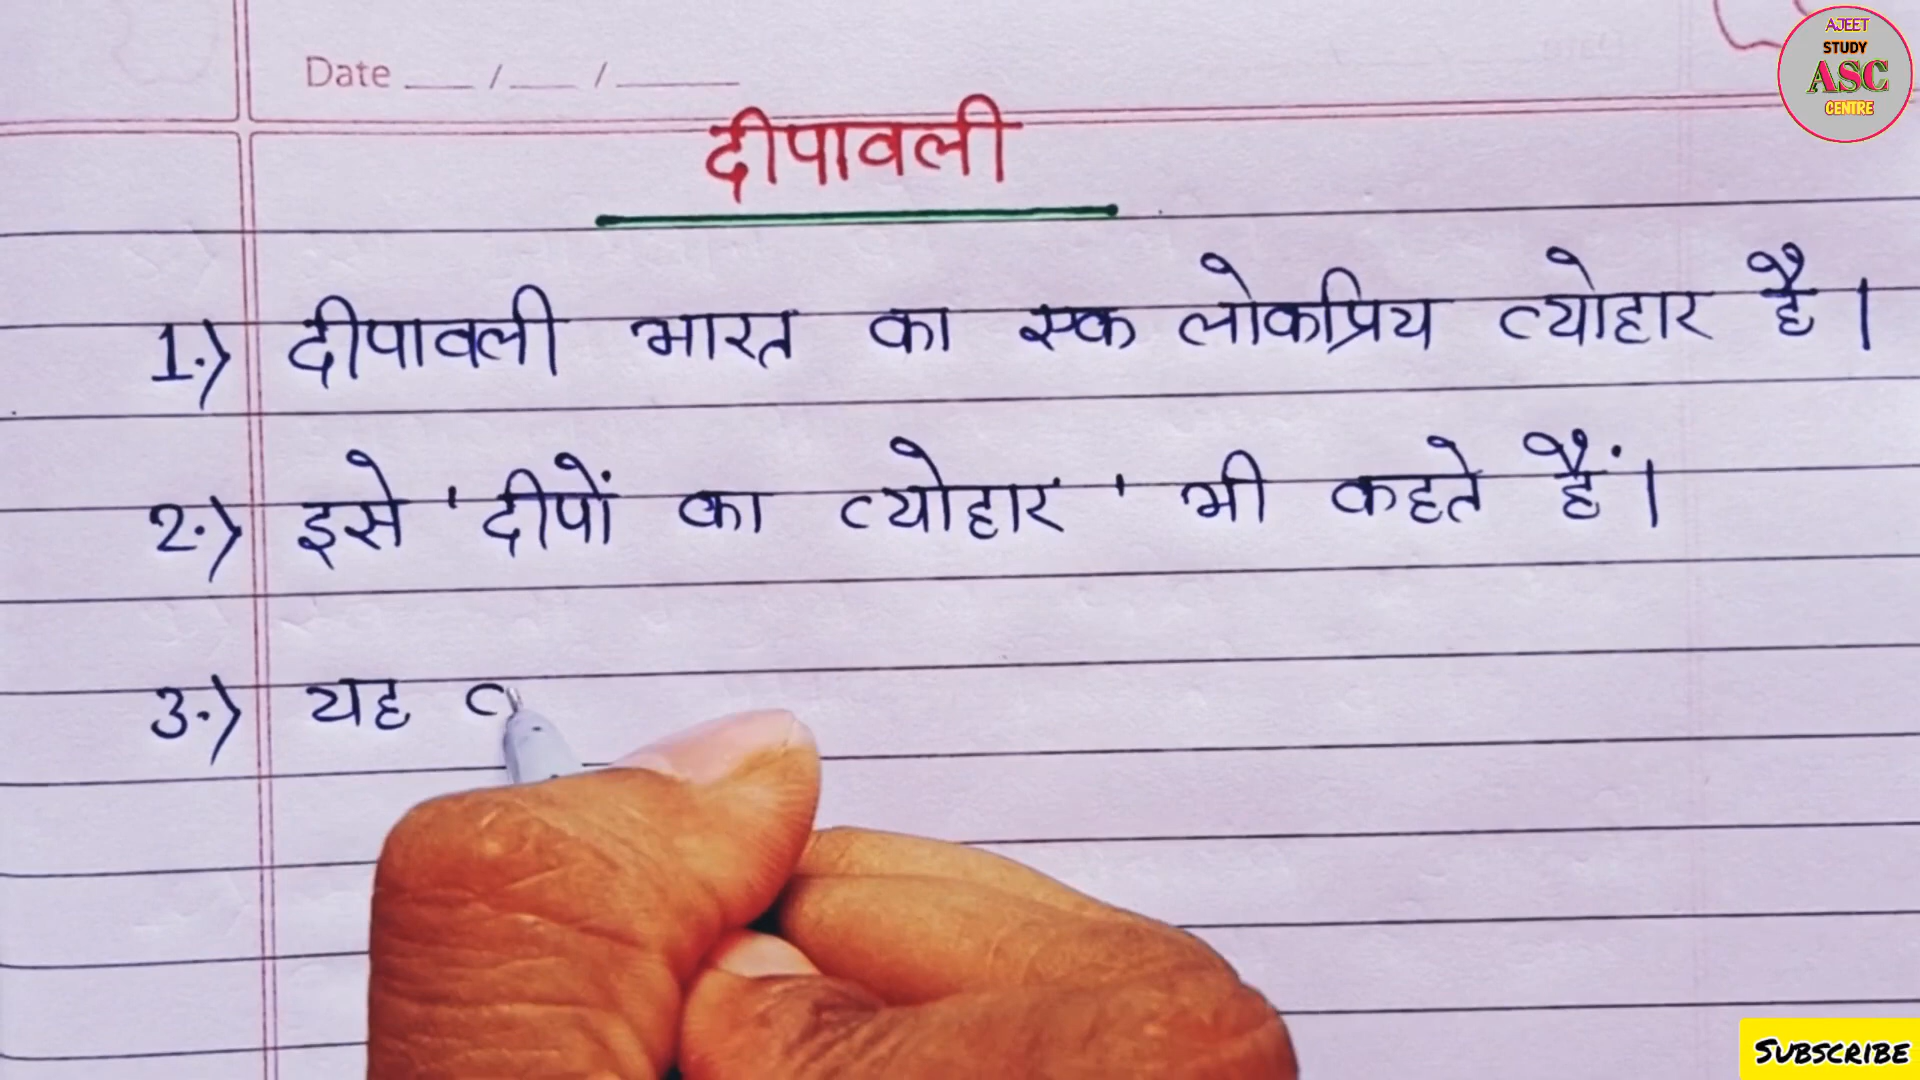 AJEET
STUDY
ASC
CENTRE
Date ___ / ___ / _____
दीपावली
1.) दीपावली भारत का एक लोकप्रिय त्योहार है।
2.) इसे 'दीपों का त्योहार' भी कहते हैं।
3.) यह
SUBSCRIBE